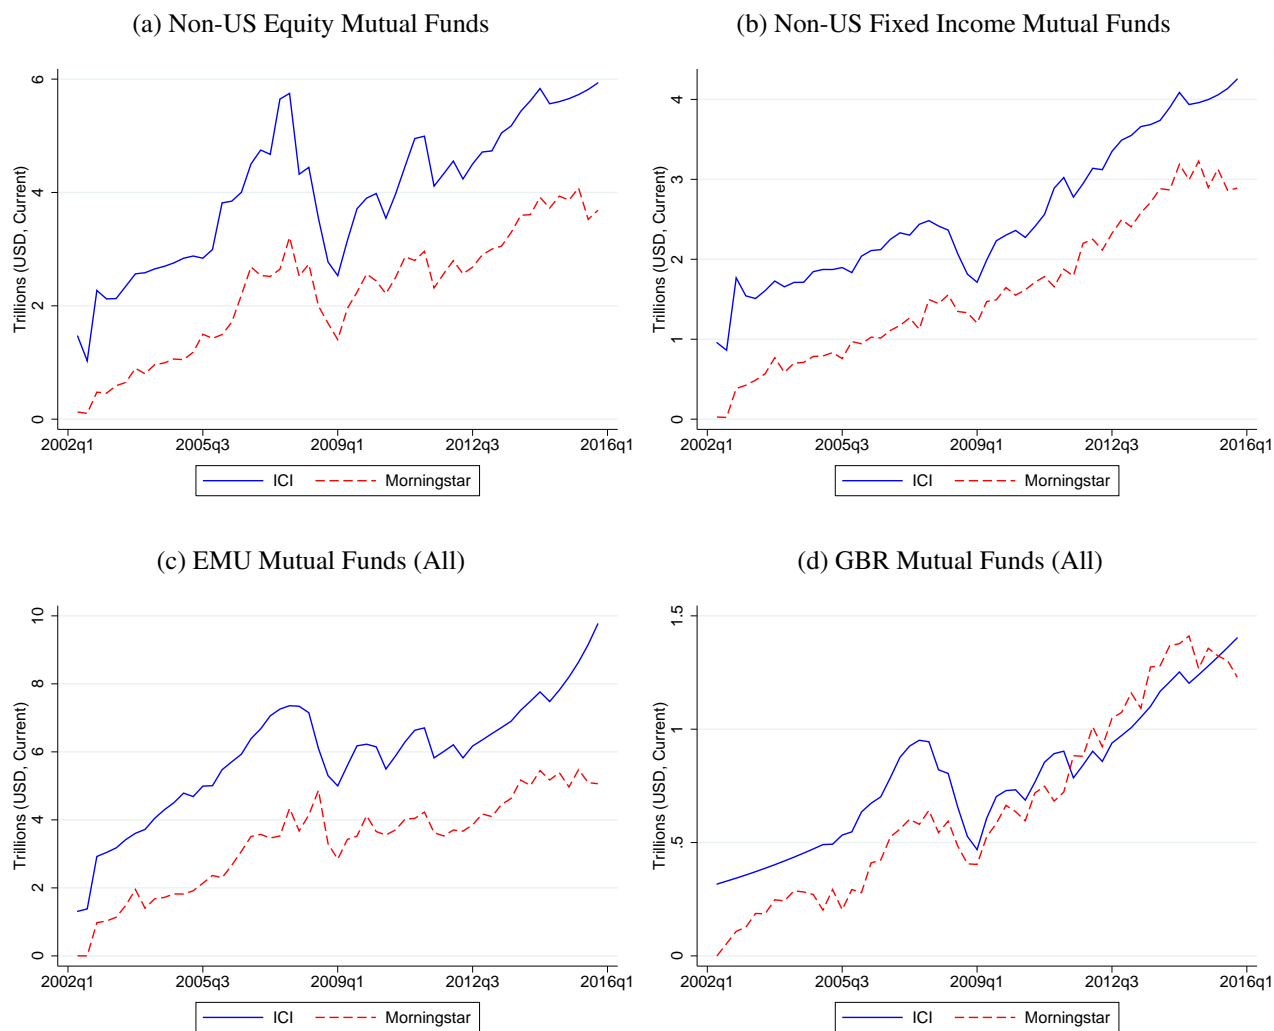 (a) Non-US Equity Mutual Funds
Trillions (USD, Current)
6
4
2
0
2002q1 2005q3 2009q1 2012q3 2016q1
ICI Morningstar
(b) Non-US Fixed Income Mutual Funds
Trillions (USD, Current)
4
3
2
1
0
2002q1 2005q3 2009q1 2012q3 2016q1
ICI Morningstar
(c) EMU Mutual Funds (All)
Trillions (USD, Current)
10
8
6
4
2
0
2002q1 2005q3 2009q1 2012q3 2016q1
ICI Morningstar
(d) GBR Mutual Funds (All)
Trillions (USD, Current)
1.5
1
.5
0
2002q1 2005q3 2009q1 2012q3 2016q1
ICI Morningstar